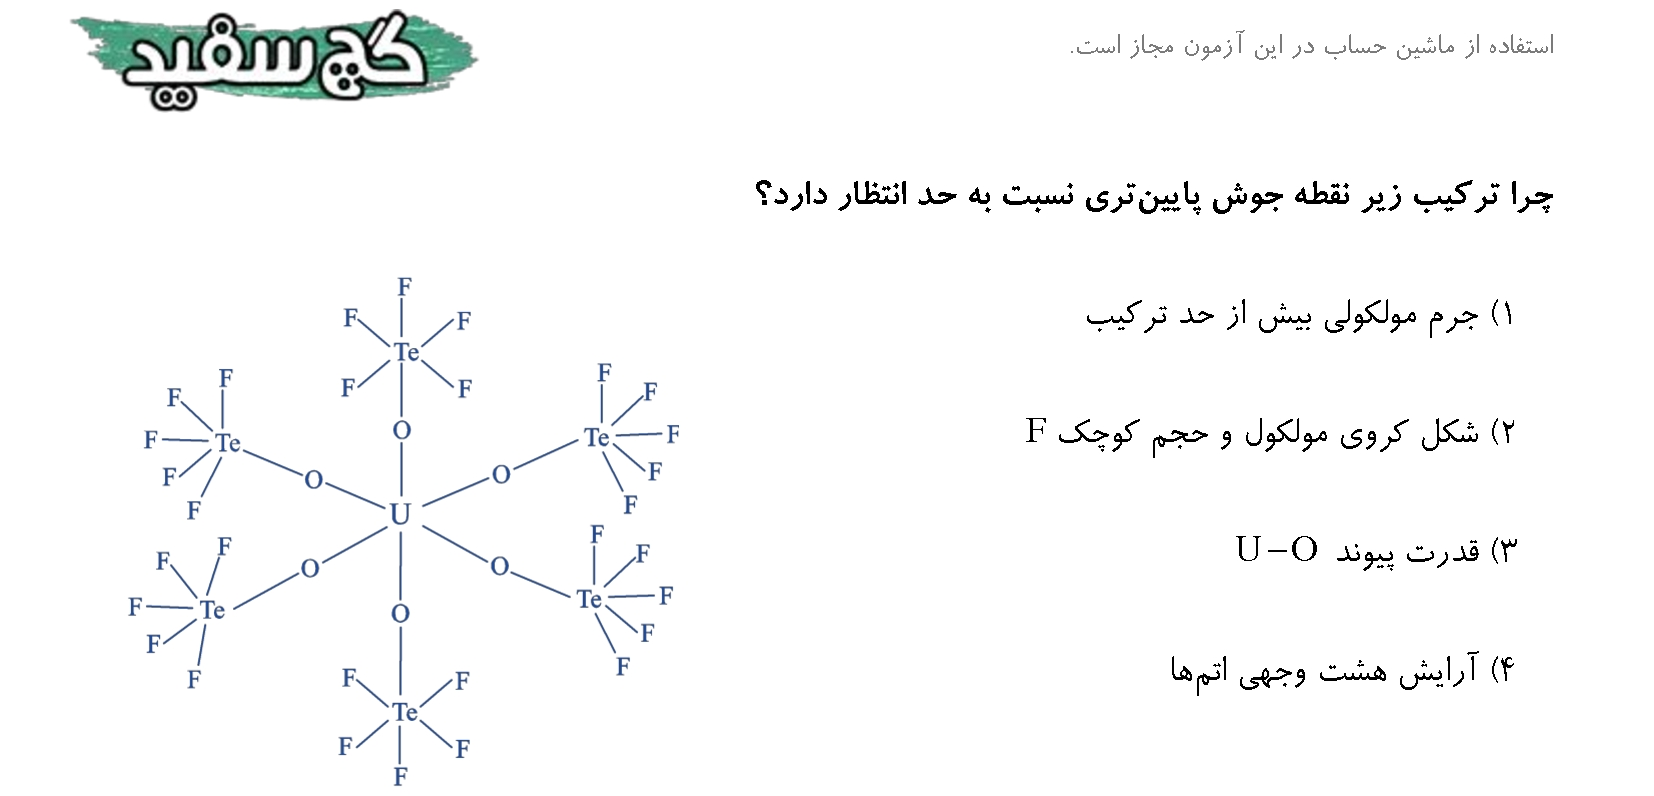 گچ سفید
استفاده از ماشین حساب در این آزمون مجاز است.
چرا ترکیب زیر نقطه جوش پایین‌تری نسبت به حد انتظار دارد؟
۱) جرم مولکولی بیش از حد ترکیب
۲) شکل کروی مولکول و حجم کوچک F
۳) قدرت پیوند U–O
۴) آرایش هشت وجهی اتم‌ها
F
F F
Te
F F
O
F
F
F Te
F
F
O
F
F
Te F
F
F
O
U
F
F
F Te
F
F
O
F
F
Te F
F
F
O
O
F F
Te
F F
F